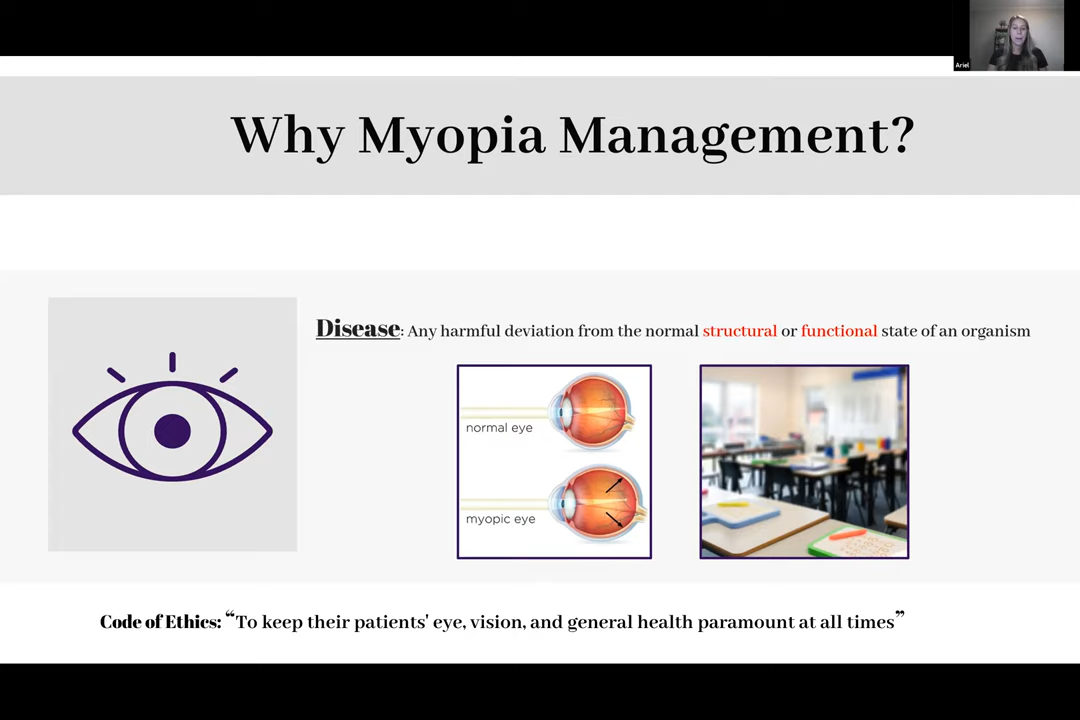 Ariel
Why Myopia Management?
Disease: Any harmful deviation from the normal structural or functional state of an organism
normal eye
myopic eye
Code of Ethics: “To keep their patients' eye, vision, and general health paramount at all times”